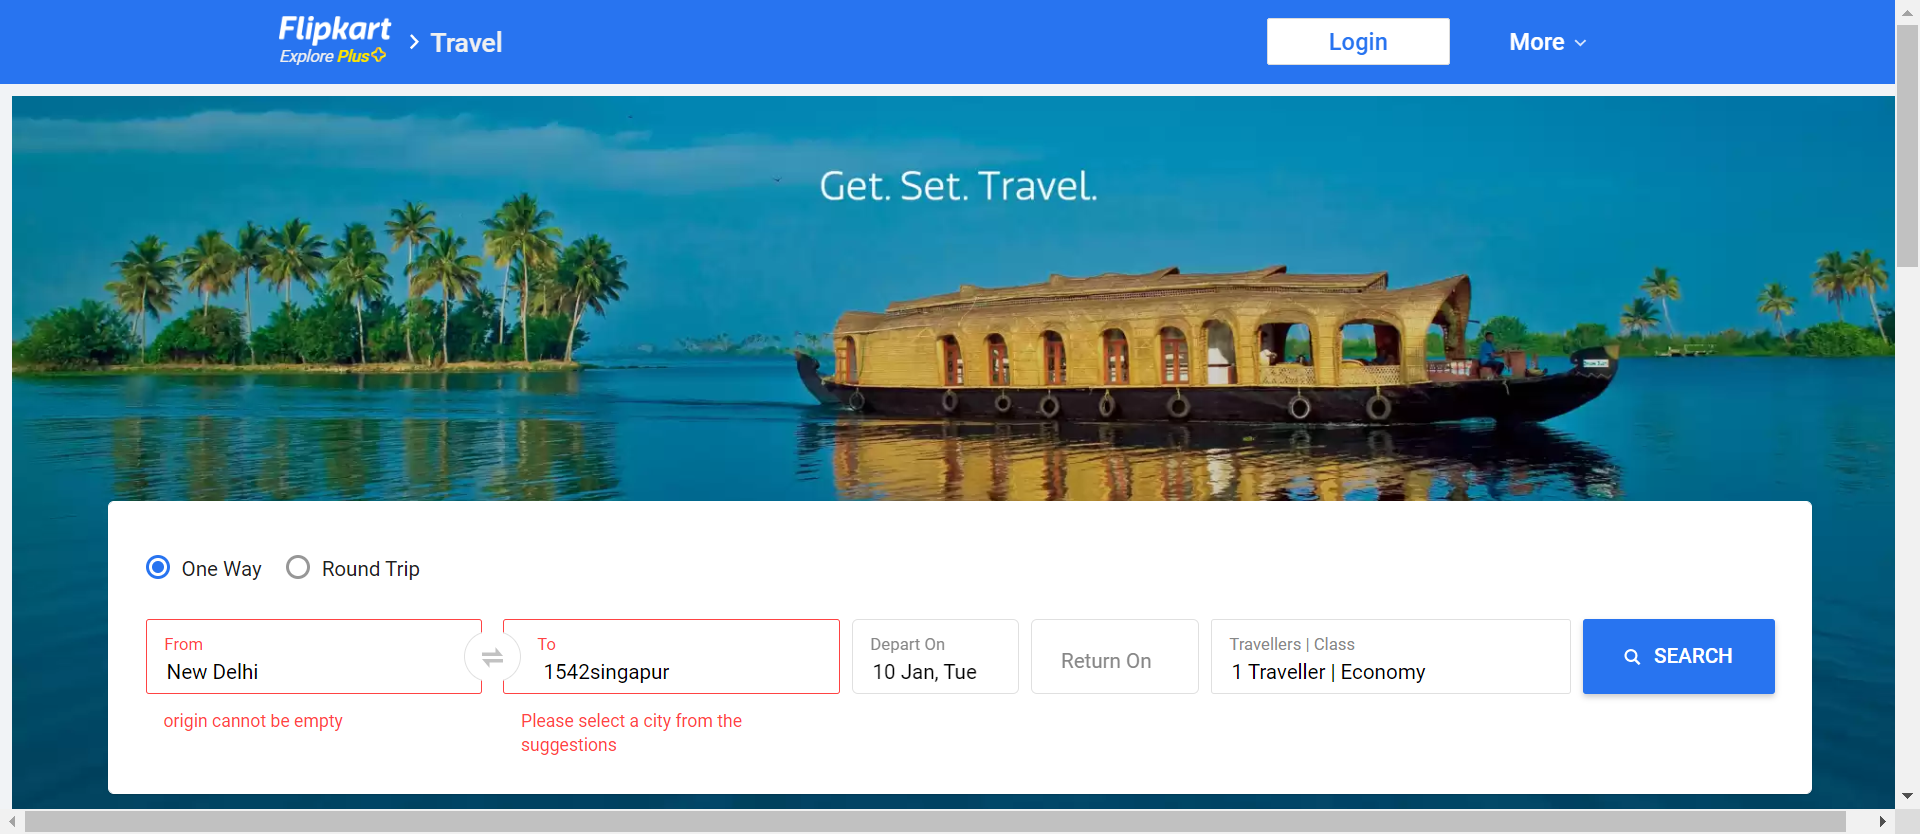 Flipkart
Explore Plus
Travel
Login
More
Get. Set. Travel.
One Way
Round Trip
From
New Delhi
origin cannot be empty
To
1542singapur
Please select a city from the
suggestions
Depart On
10 Jan, Tue
Return On
Travellers | Class
1 Traveller | Economy
SEARCH